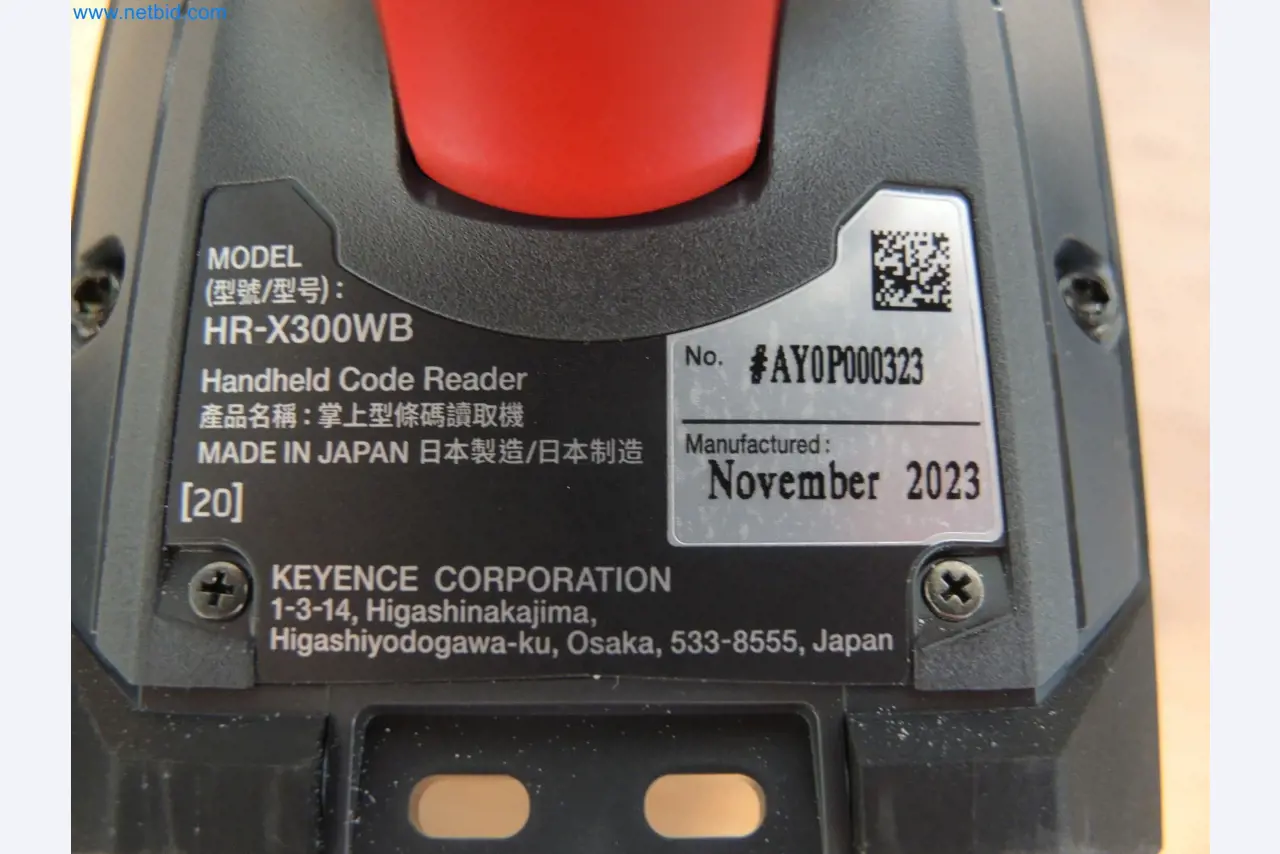 www.netbid.com
MODEL
(型號/型号) :
HR-X300WB
Handheld Code Reader
產品名稱 : 掌上型條碼讀取機
MADE IN JAPAN 日本製造/日本制造
[20]
No. #AY0P000323
Manufactured :
November 2023
KEYENCE CORPORATION
1-3-14, Higashinakajima,
Higashiyodogawa-ku, Osaka, 533-8555, Japan